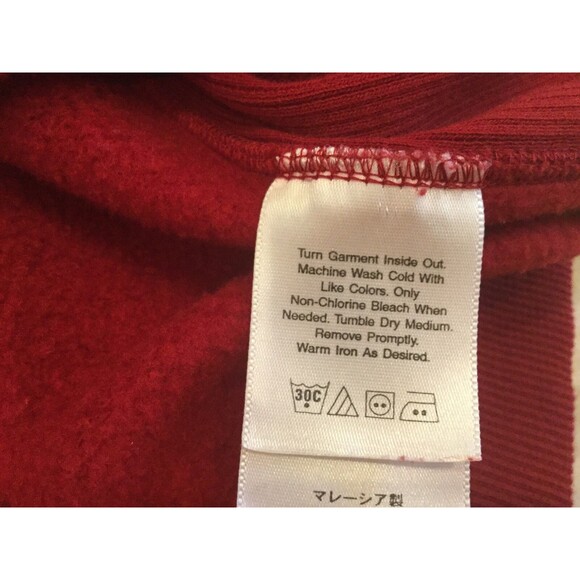 Turn Garment Inside Out.
Machine Wash Cold With
Like Colors. Only
Non-Chlorine Bleach When
Needed. Tumble Dry Medium.
Remove Promptly.
Warm Iron As Desired.
30C
マレーシア製